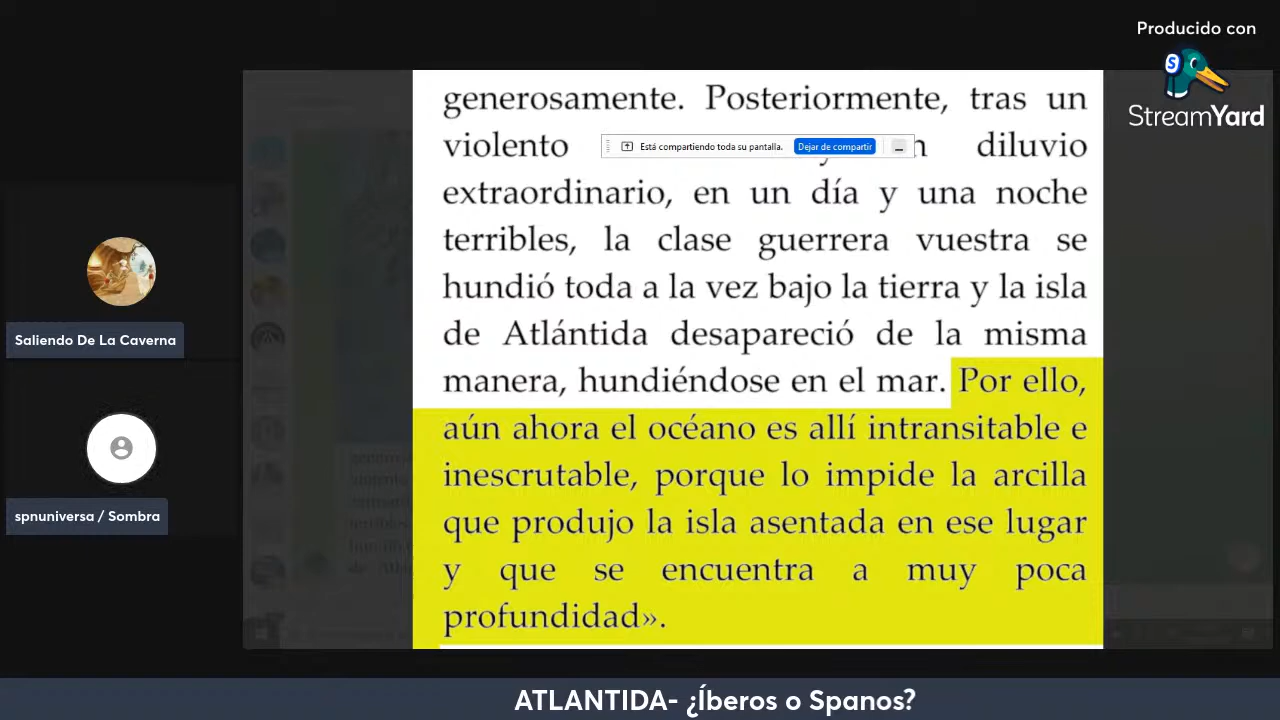 Producido con
StreamYard
generosamente. Posteriormente, tras un
violento diluvio
Está compartiendo toda su pantalla. Dejar de compartir
extraordinario, en un día y una noche
terribles, la clase guerrera vuestra se
hundió toda a la vez bajo la tierra y la isla
de Atlántida desapareció de la misma
manera, hundiéndose en el mar. Por ello,
aún ahora el océano es allí intransitable e
inescrutable, porque lo impide la arcilla
que produjo la isla asentada en ese lugar
y que se encuentra a muy poca
profundidad».
Saliendo De La Caverna
spnuniversa / Sombra
ATLANTIDA- ¿Íberos o Spanos?